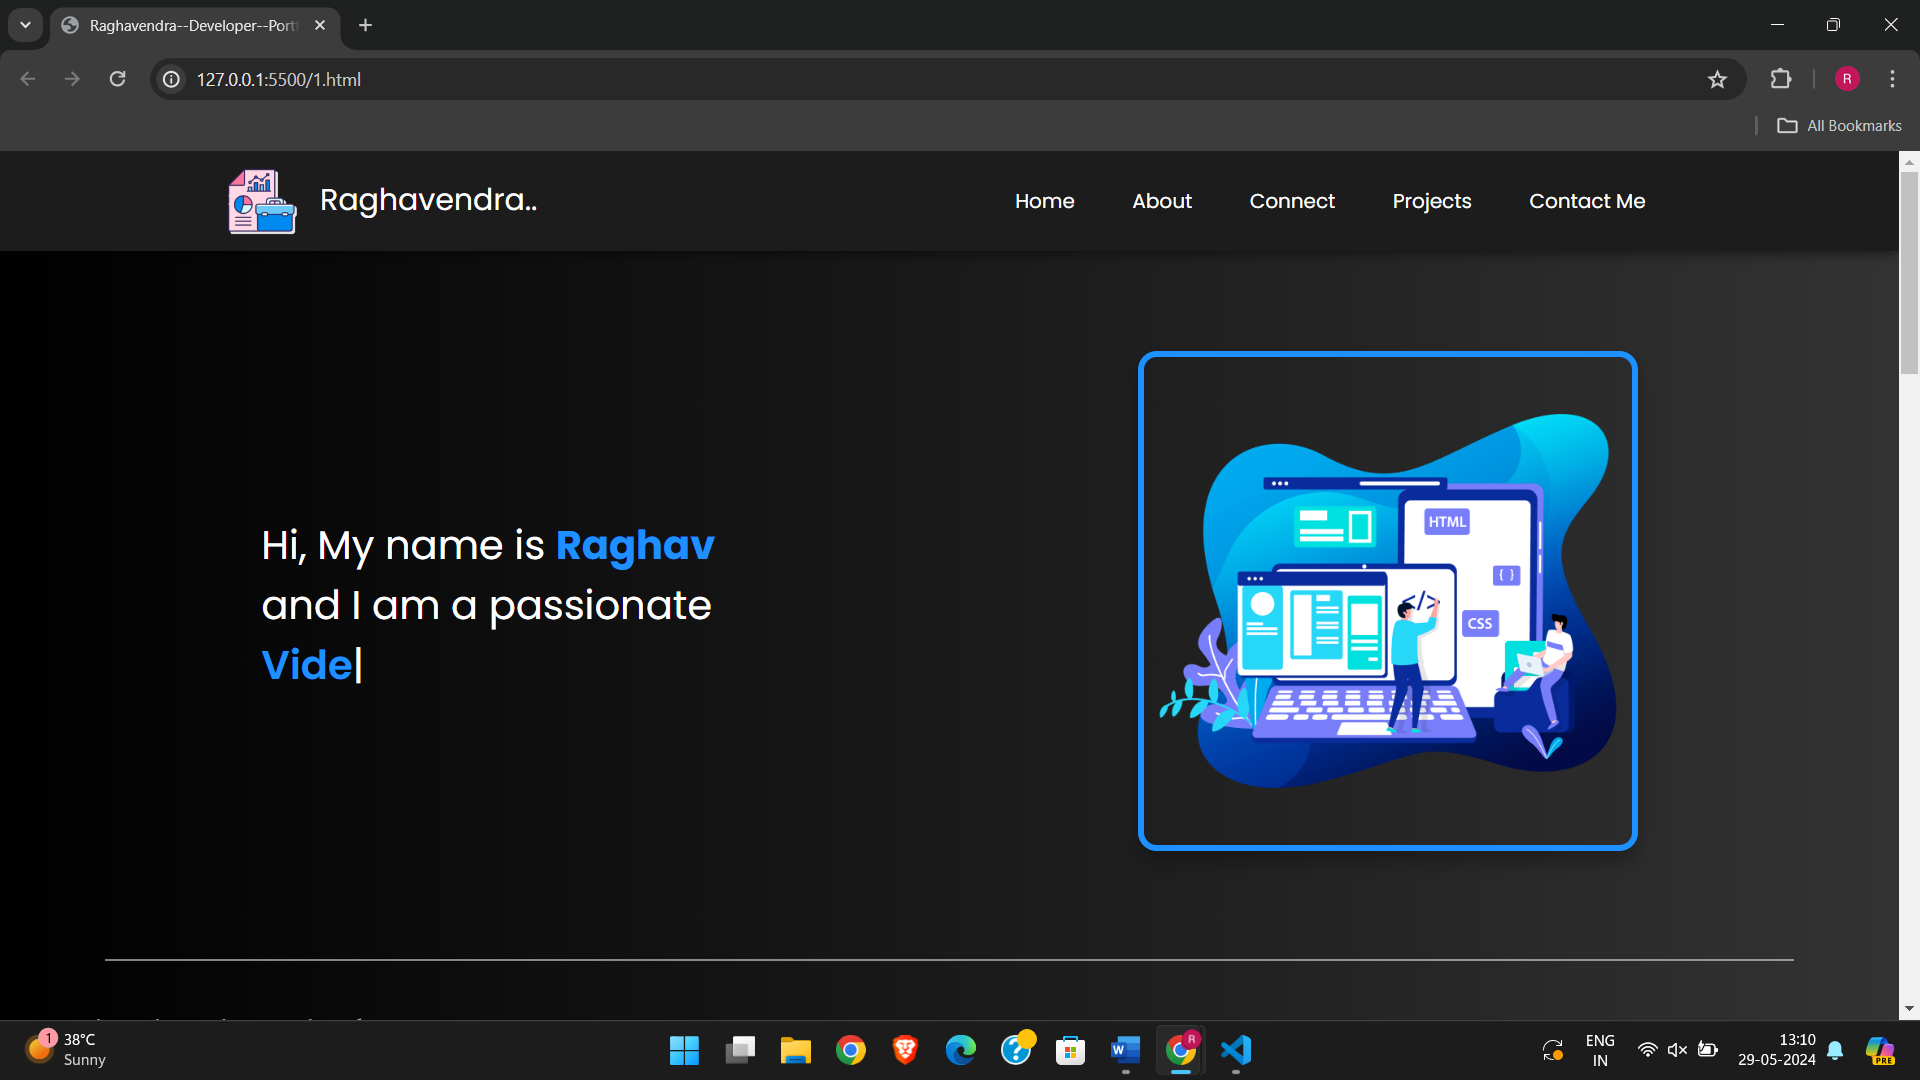 Raghavendra--Developer--Port
127.0.0.1:5500/1.html
R
All Bookmarks
Raghavendra..
Home
About
Connect
Projects
Contact Me
Hi, My name is Raghav
and I am a passionate
Vide|
HTML
{ }
CSS
</>
1
38°C
Sunny
W
R
ENG
IN
13:10
29-05-2024
PRE